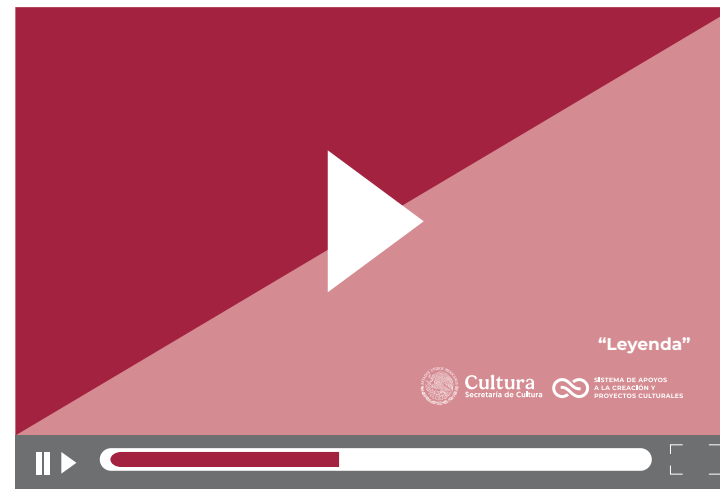 “Leyenda”
Cultura
Secretaría de Cultura
SISTEMA DE APOYOS
A LA CREACIÓN Y
PROYECTOS CULTURALES